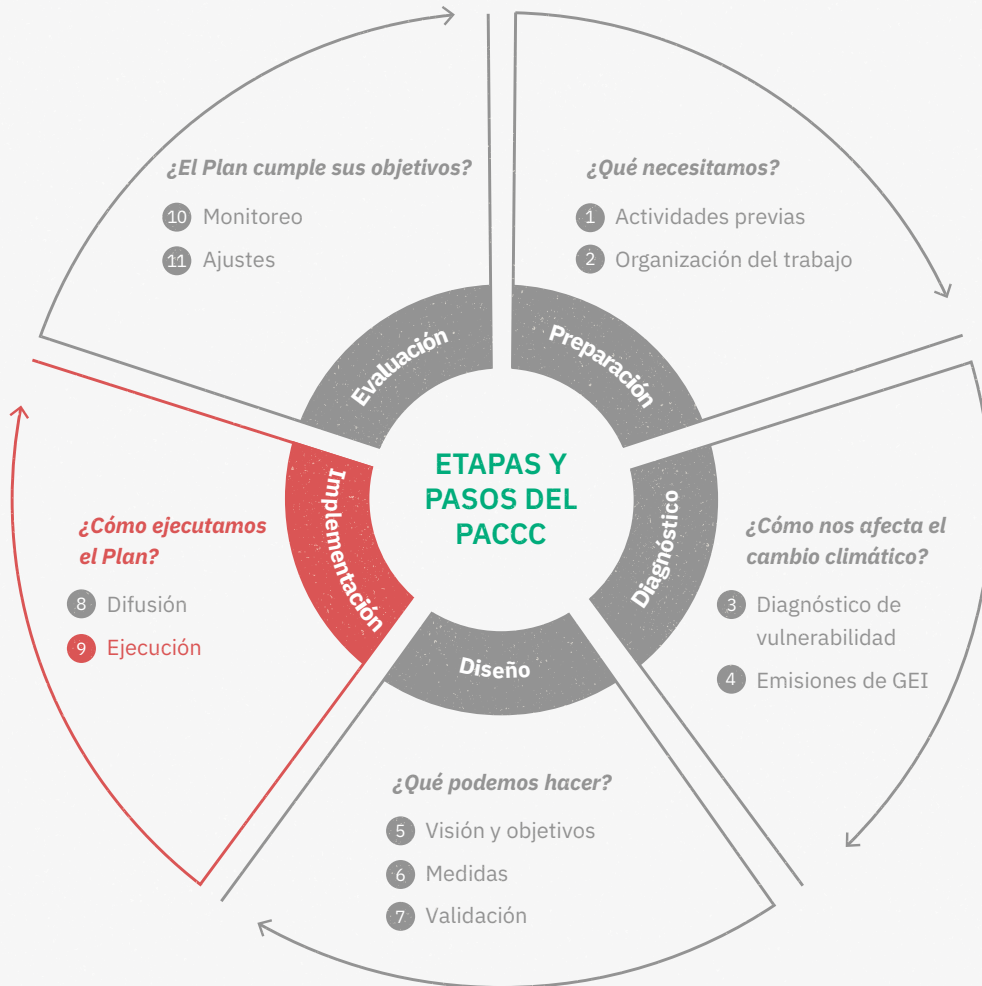 ETAPAS Y
PASOS DEL
PACCC
Preparación
¿Qué necesitamos?
1 Actividades previas
2 Organización del trabajo
Diagnóstico
¿Cómo nos afecta el
cambio climático?
3 Diagnóstico de
vulnerabilidad
4 Emisiones de GEI
Diseño
¿Qué podemos hacer?
5 Visión y objetivos
6 Medidas
7 Validación
Implementación
¿Cómo ejecutamos
el Plan?
8 Difusión
9 Ejecución
Evaluación
¿El Plan cumple sus objetivos?
10 Monitoreo
11 Ajustes